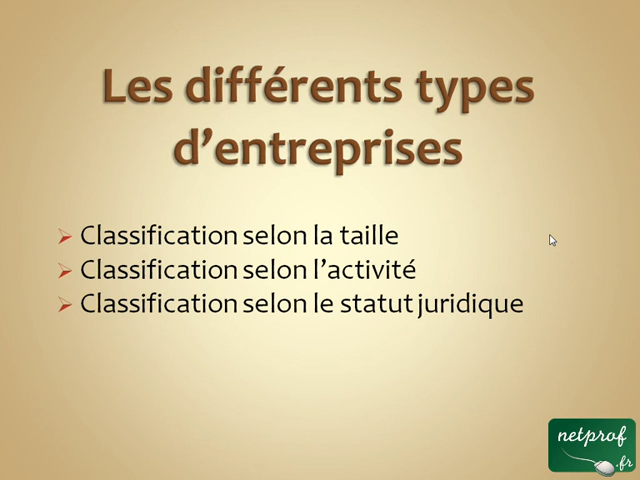 Les différents types
d’entreprises
Classification selon la taille
Classification selon l’activité
Classification selon le statut juridique
netprof
.fr